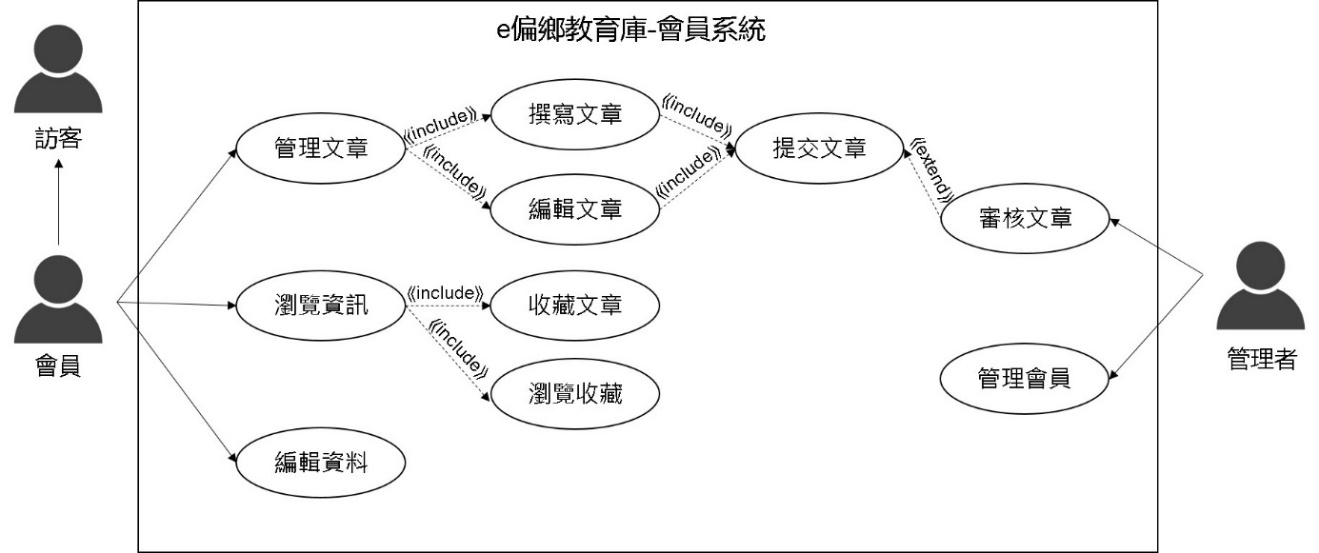 e偏鄉教育庫-會員系統
訪客
會員
管理文章
《include》
《include》
撰寫文章
編輯文章
《include》
《include》
提交文章
《extend》
審核文章
瀏覽資訊
《include》
《include》
收藏文章
瀏覽收藏
編輯資料
管理會員
管理者